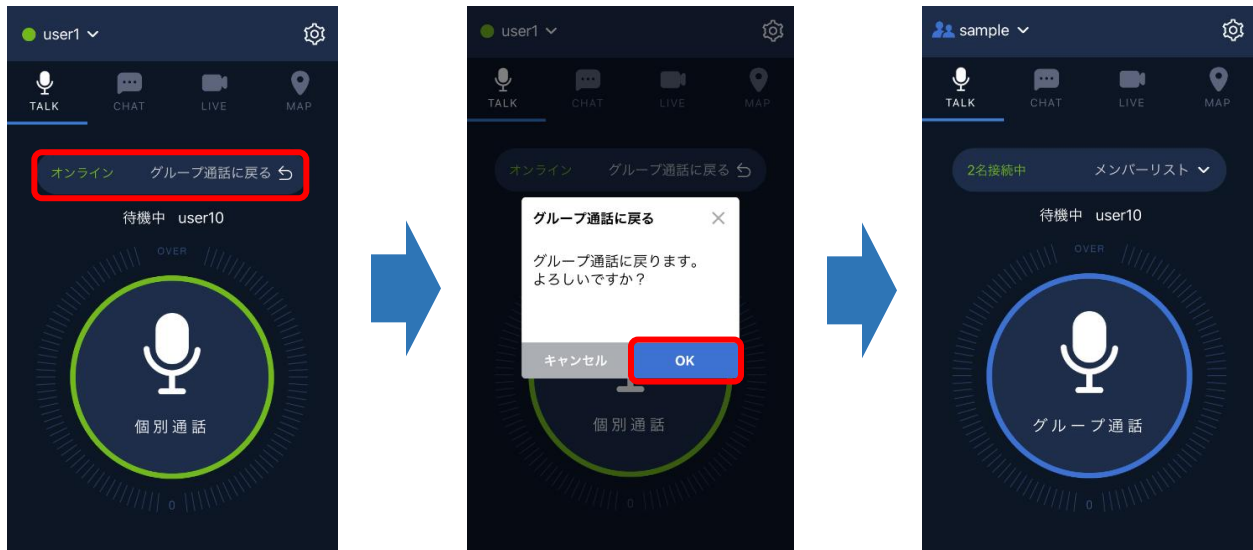 user1
TALK CHAT LIVE MAP
オンライン グループ通話に戻る
待機中 user10
OVER
個別通話
0
user1
TALK CHAT LIVE MAP
オンライン グループ通話に戻る
グループ通話に戻る
グループ通話に戻ります。
よろしいですか？
キャンセル OK
個別通話
0
sample
TALK CHAT LIVE MAP
2名接続中 メンバーリスト
待機中 user10
OVER
グループ通話
0